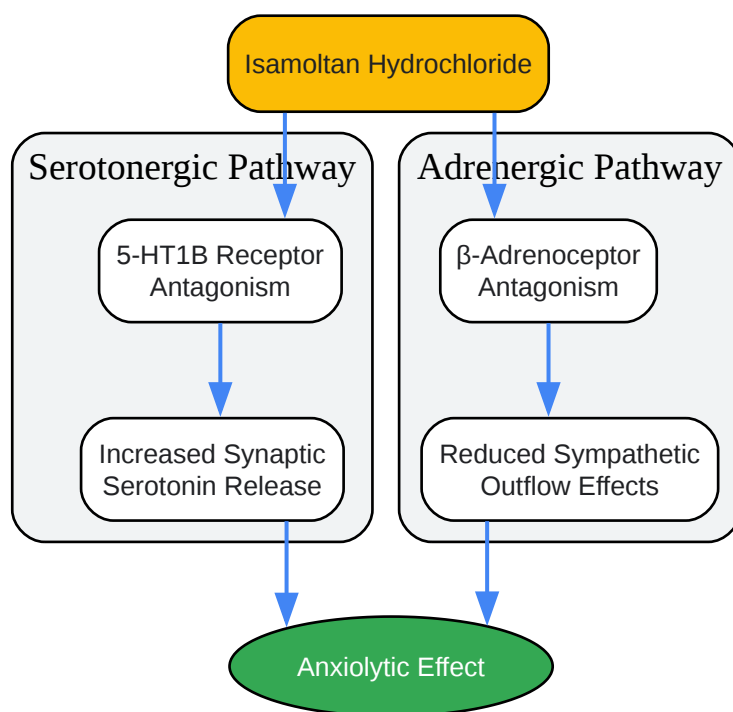 Isamoltan Hydrochloride
Serotonergic Pathway
5-HT1B Receptor
Antagonism
Increased Synaptic
Serotonin Release
Adrenergic Pathway
β-Adrenoceptor
Antagonism
Reduced Sympathetic
Outflow Effects
Anxiolytic Effect